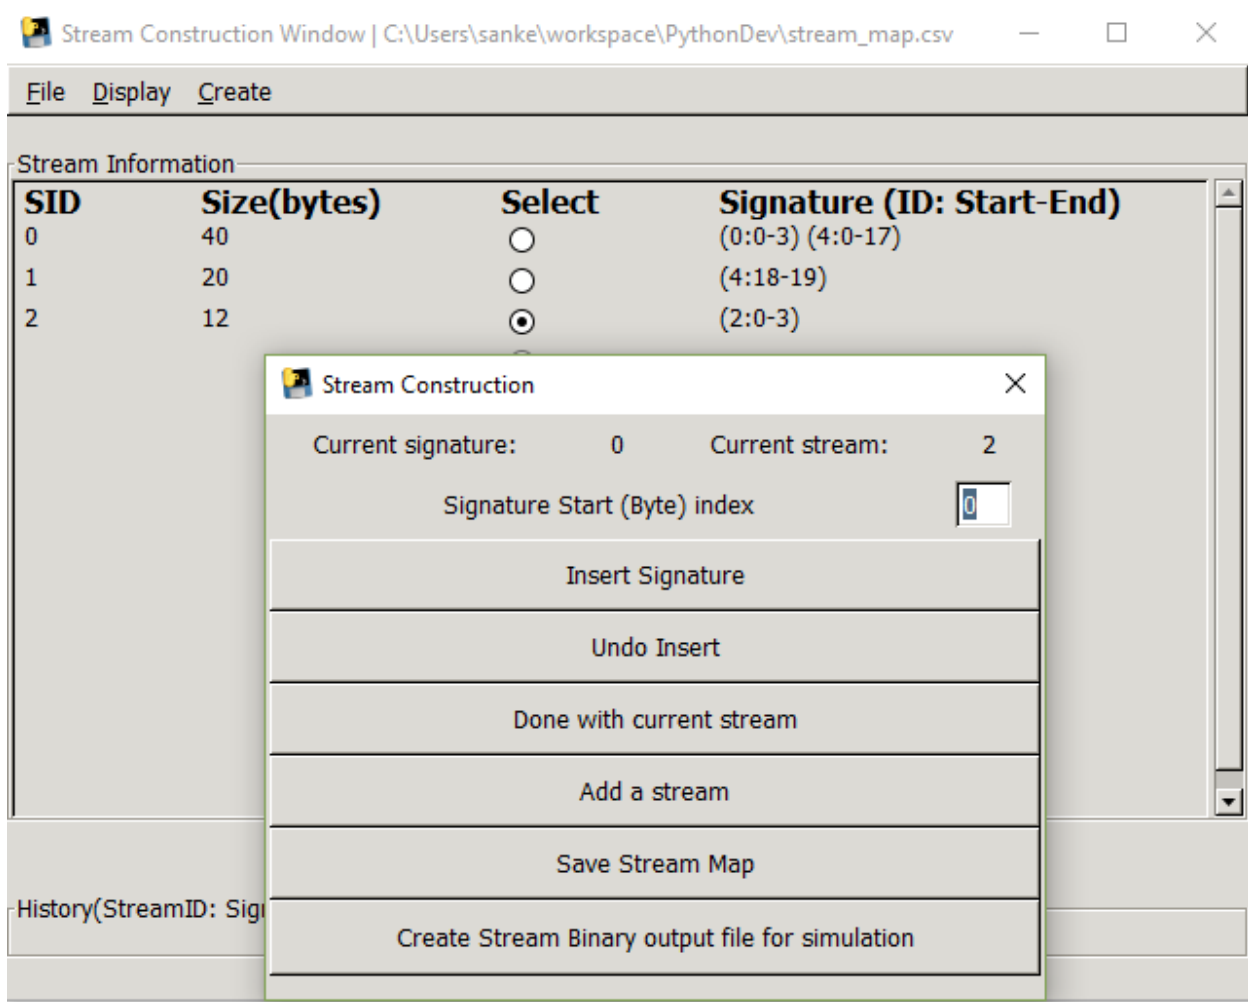 Stream Construction Window | C:\Users\sanke\workspace\PythonDev\stream_map.csv
File Display Create
Stream Information
SID Size(bytes) Select Signature (ID: Start-End)
0 40 (0:0-3) (4:0-17)
1 20 (4:18-19)
2 12 (2:0-3)
Stream Construction
Current signature: 0 Current stream: 2
Signature Start (Byte) index 0
Insert Signature
Undo Insert
Done with current stream
Add a stream
Save Stream Map
History(StreamID:
Create Stream Binary output file for simulation